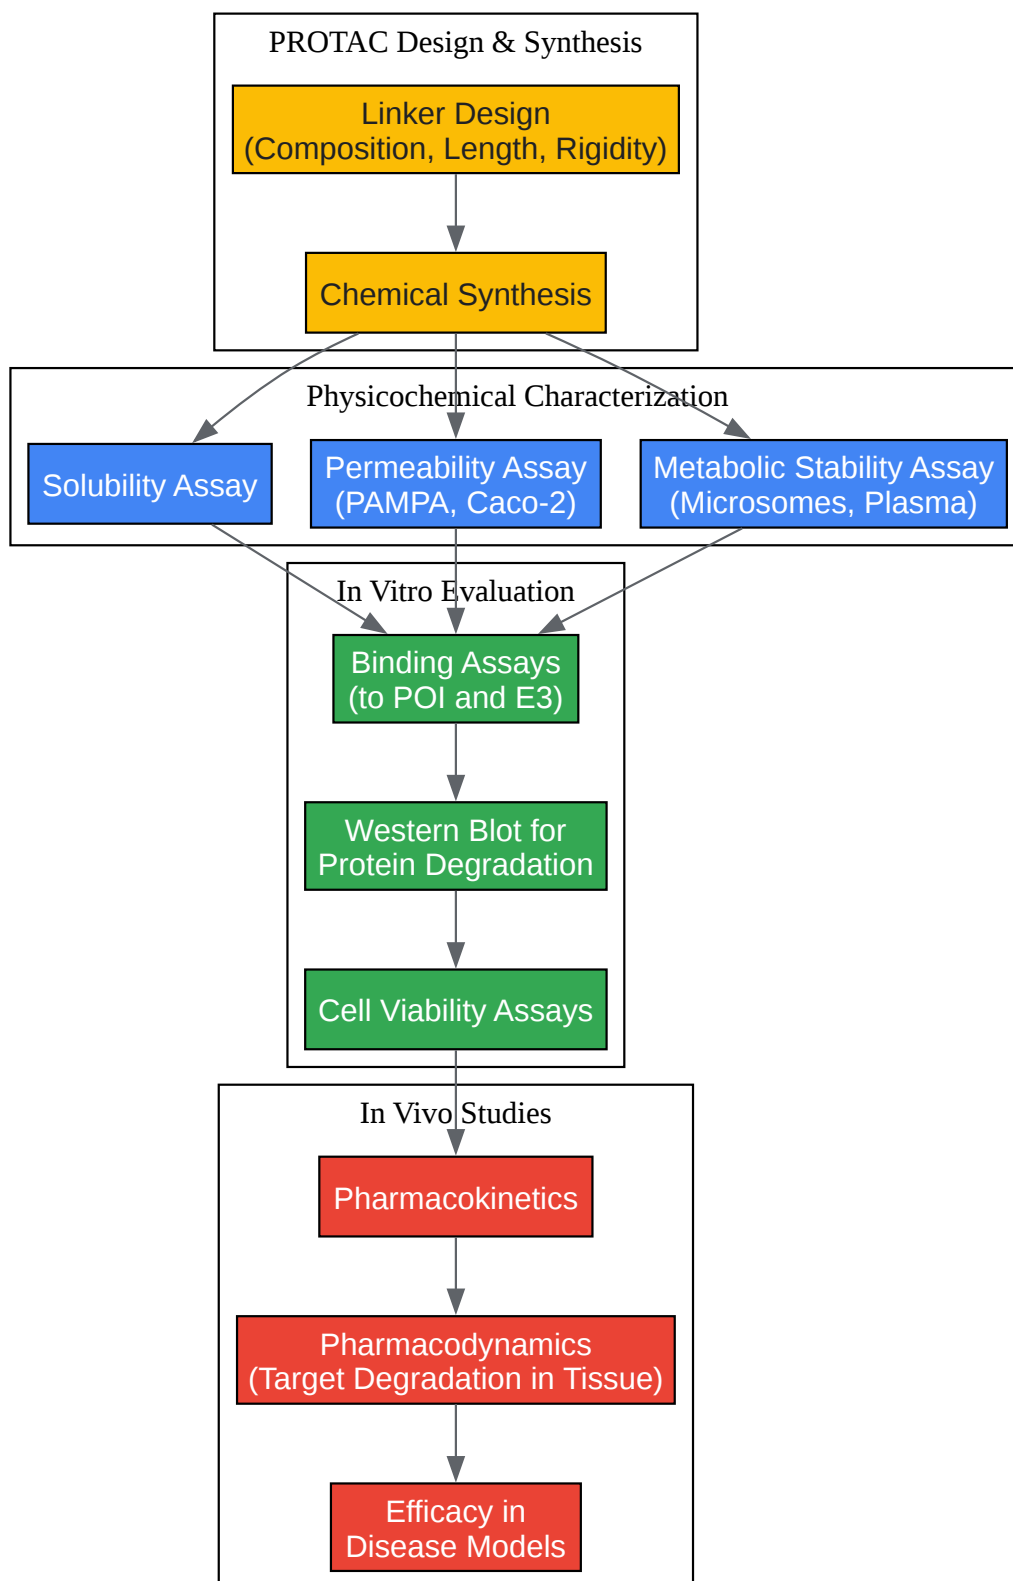 PROTAC Design & Synthesis
Linker Design
(Composition, Length, Rigidity)
Chemical Synthesis
Physicochemical Characterization
Solubility Assay
Permeability Assay
(PAMPA, Caco-2)
Metabolic Stability Assay
(Microsomes, Plasma)
In Vitro Evaluation
Binding Assays
(to POI and E3)
Western Blot for
Protein Degradation
Cell Viability Assays
In Vivo Studies
Pharmacokinetics
Pharmacodynamics
(Target Degradation in Tissue)
Efficacy in
Disease Models